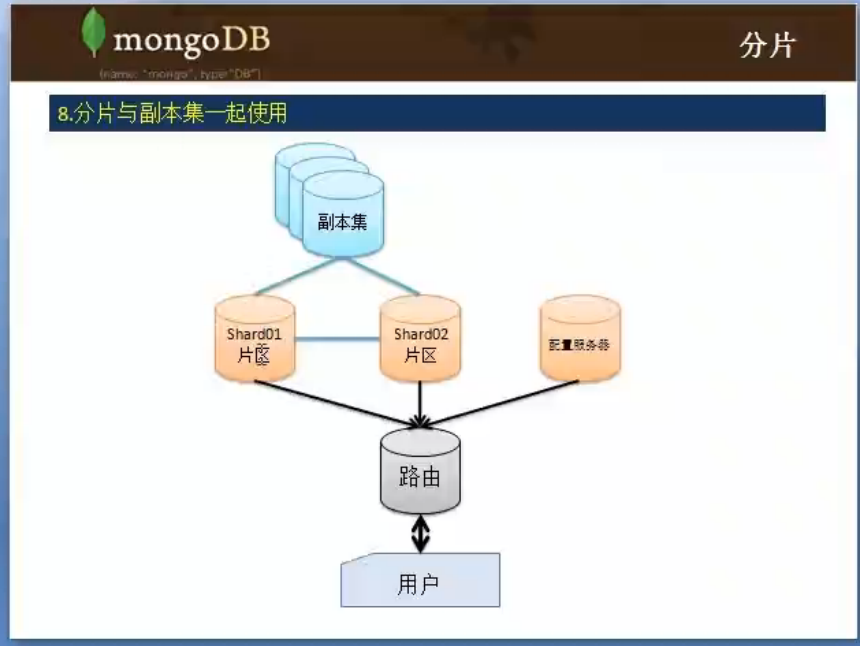 mongoDB
{name: "mongo", type:"DB"}
分片
8.分片与副本集一起使用
副本集
Shard01
片区
Shard02
片区
配置服务器
路由
用户